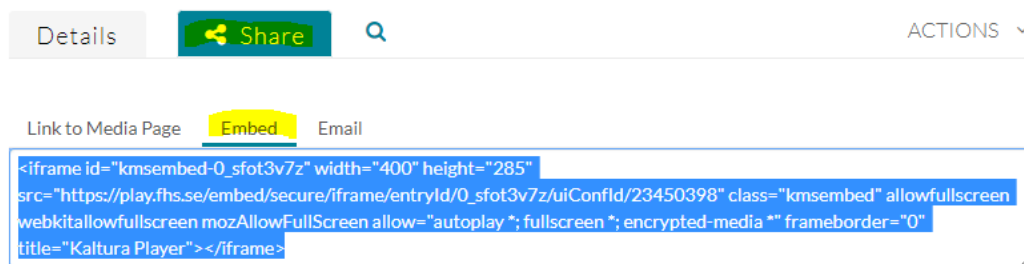 Details Share ACTIONS
Link to Media Page Embed Email
<iframe id="kmsembed-0_sfot3v7z" width="400" height="285"
src="https://play.fhs.se/embed/secure/iframe/entryId/0_sfot3v7z/uiConfId/23450398" class="kmsembed" allowfullscreen
webkitallowfullscreen mozAllowFullScreen allow="autoplay *; fullscreen *; encrypted-media *" frameborder="0"
title="Kaltura Player"></iframe>